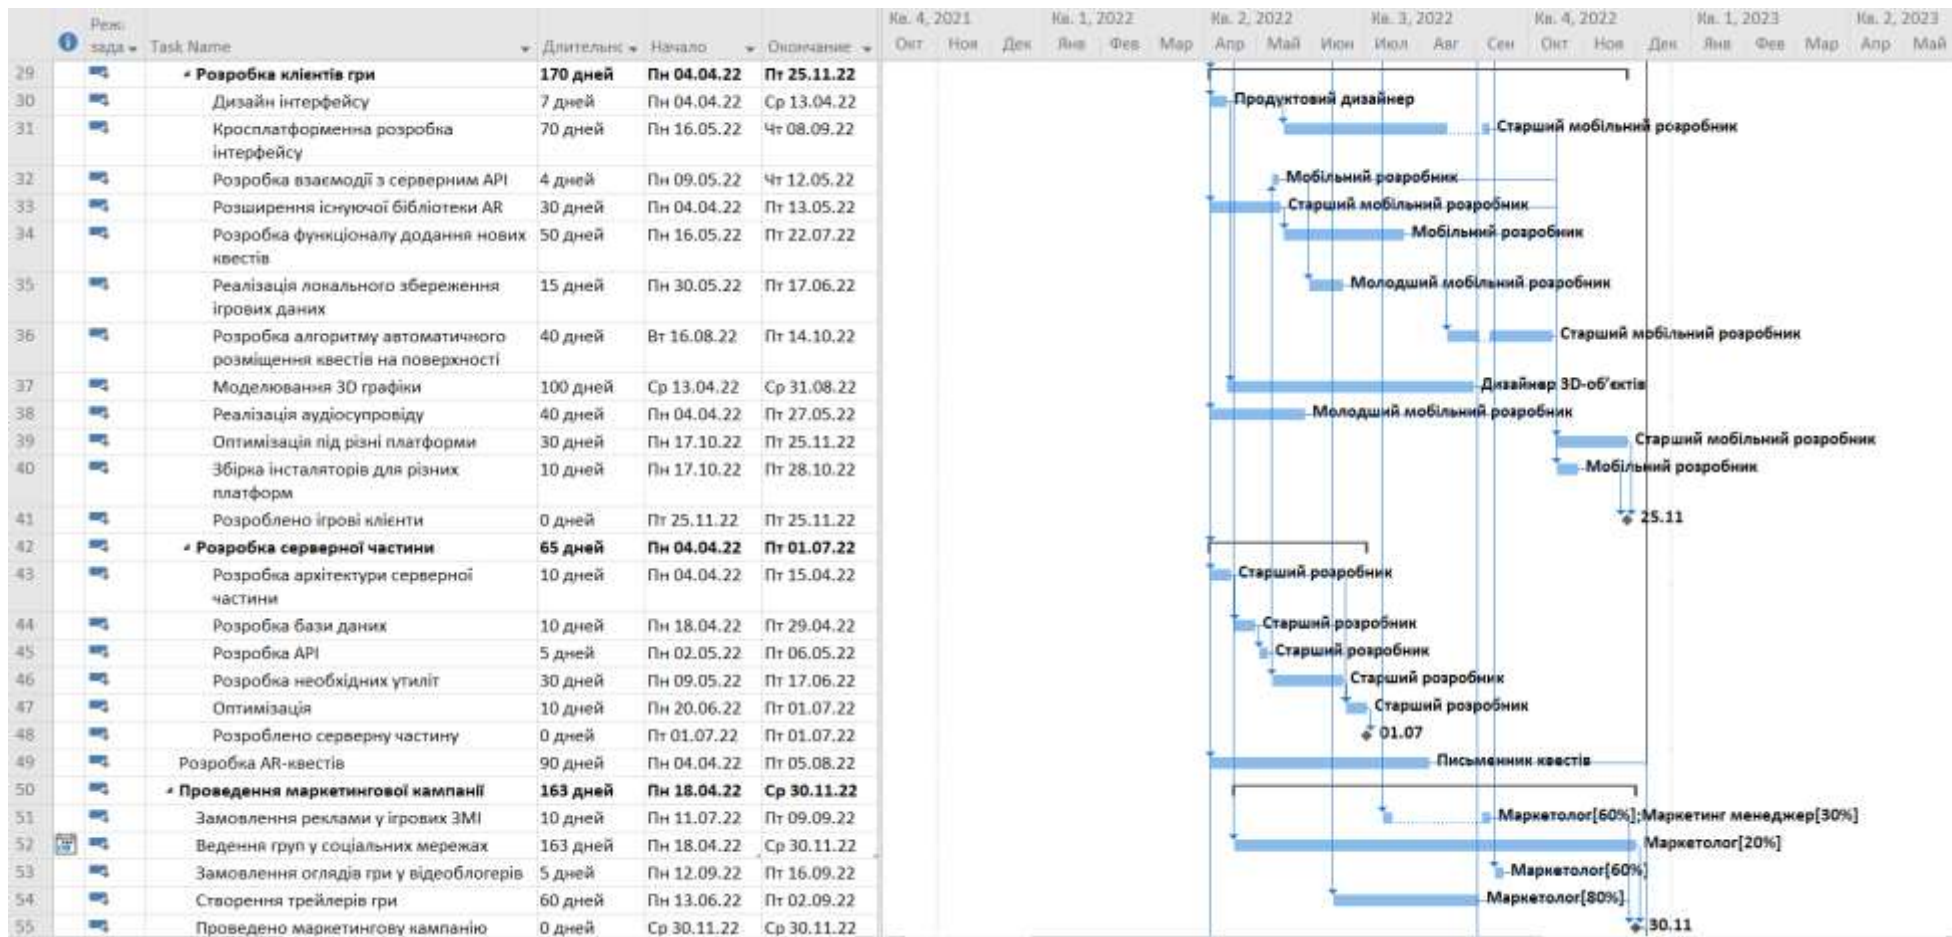 Кв. 4, 2021 Кв. 1, 2022 Кв. 2, 2022 Кв. 3, 2022 Кв. 4, 2022 Кв. 1, 2023 Кв. 2, 2023
Реж:
зада Task Name Длительнс Начало Окончание Окт Ноя Дек Янв Фев Мар Апр Май Июн Июл Авг Сен Окт Ноя Дек Янв Фев Мар Апр Май
29 Розробка клієнтів гри 170 дней Пн 04.04.22 Пт 25.11.22
30 Дизайн інтерфейсу 7 дней Пн 04.04.22 Ср 13.04.22 Продуктовий дизайнер
31 Кросплатформенна розробка 70 дней Пн 16.05.22 Чт 08.09.22 Старший мобільний розробник
інтерфейсу
32 Розробка взаємодії з серверним API 4 дней Пн 09.05.22 Чт 12.05.22 Мобільний розробник
33 Розширення існуючої бібліотеки AR 30 дней Пн 04.04.22 Пт 13.05.22 Старший мобільний розробник
34 Розробка функціоналу додання нових 50 дней Пн 16.05.22 Пт 22.07.22 Мобільний розробник
квестів
35 Реалізація локального збереження 15 дней Пн 30.05.22 Пт 17.06.22 Молодший мобільний розробник
ігрових даних
36 Розробка алгоритму автоматичного 40 дней Вт 16.08.22 Пт 14.10.22 Старший мобільний розробник
розміщення квестів на поверхності
37 Моделювання 3D графіки 100 дней Ср 13.04.22 Ср 31.08.22 Дизайнер 3D-об'єктів
38 Реалізація аудіосупровіду 40 дней Пн 04.04.22 Пт 27.05.22 Молодший мобільний розробник
39 Оптимізація під різні платформи 30 дней Пн 17.10.22 Пт 25.11.22 Старший мобільний розробник
40 Збірка інсталяторів для різних 10 дней Пн 17.10.22 Пт 28.10.22 Мобільний розробник
платформ
41 Розроблено ігрові клієнти 0 дней Пт 25.11.22 Пт 25.11.22 25.11
42 Розробка серверної частини 65 дней Пн 04.04.22 Пт 01.07.22
43 Розробка архітектури серверної 10 дней Пн 04.04.22 Пт 15.04.22 Старший розробник
частини
44 Розробка бази даних 10 дней Пн 18.04.22 Пт 29.04.22 Старший розробник
45 Розробка API 5 дней Пн 02.05.22 Пт 06.05.22 Старший розробник
46 Розробка необхідних утиліт 30 дней Пн 09.05.22 Пт 17.06.22 Старший розробник
47 Оптимізація 10 дней Пн 20.06.22 Пт 01.07.22 Старший розробник
48 Розроблено серверну частину 0 дней Пт 01.07.22 Пт 01.07.22 01.07
49 Розробка AR-квестів 90 дней Пн 04.04.22 Пт 05.08.22 Письменник квестів
50 Проведення маркетингової кампанії 163 дней Пн 18.04.22 Ср 30.11.22
51 Замовлення реклами у ігрових ЗМІ 10 дней Пн 11.07.22 Пт 09.09.22 Маркетолог[60%];Маркетинг менеджер[30%]
52 Ведення груп у соціальних мережах 163 дней Пн 18.04.22 Ср 30.11.22 Маркетолог[20%]
53 Замовлення оглядів гри у відеоблогерів 5 дней Пн 12.09.22 Пт 16.09.22 Маркетолог[60%]
54 Створення трейлерів гри 60 дней Пн 13.06.22 Пт 02.09.22 Маркетолог[80%]
55 Проведено маркетингову кампанію 0 дней Ср 30.11.22 Ср 30.11.22 30.11